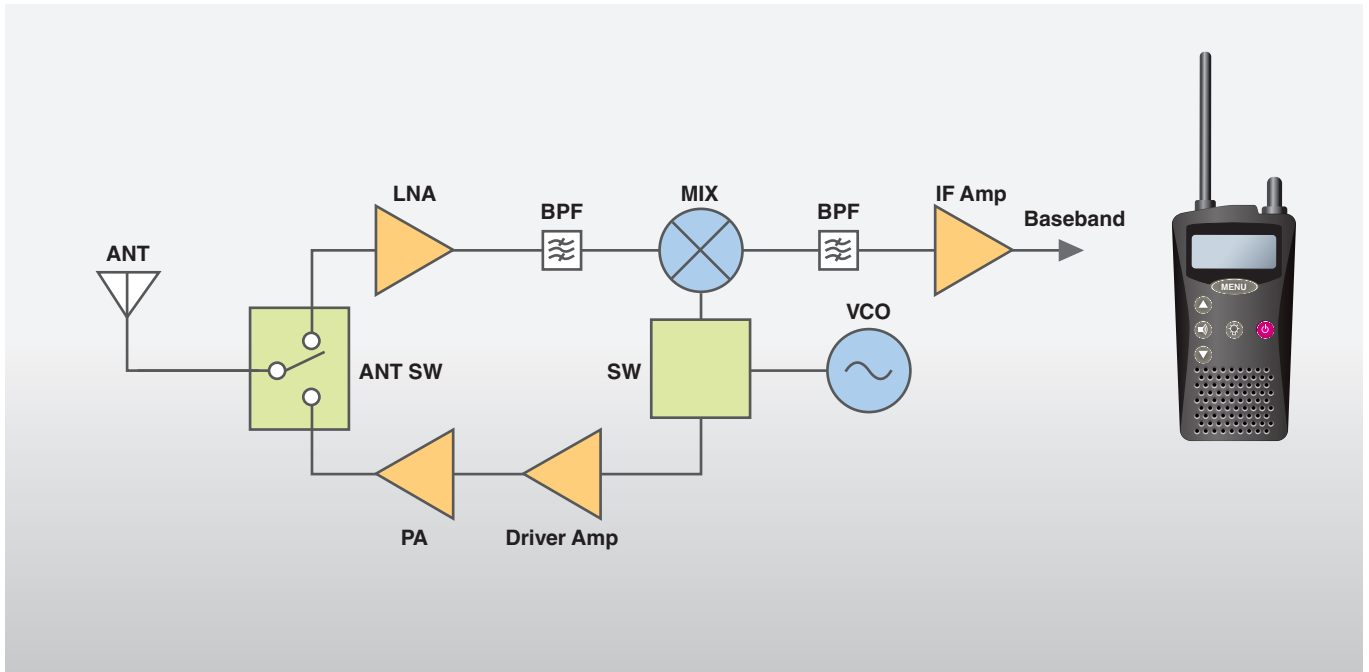 LNA
MIX
IF Amp
BPF
BPF
Baseband
ANT
MENU
VCO
ANT SW
SW
PA
Driver Amp